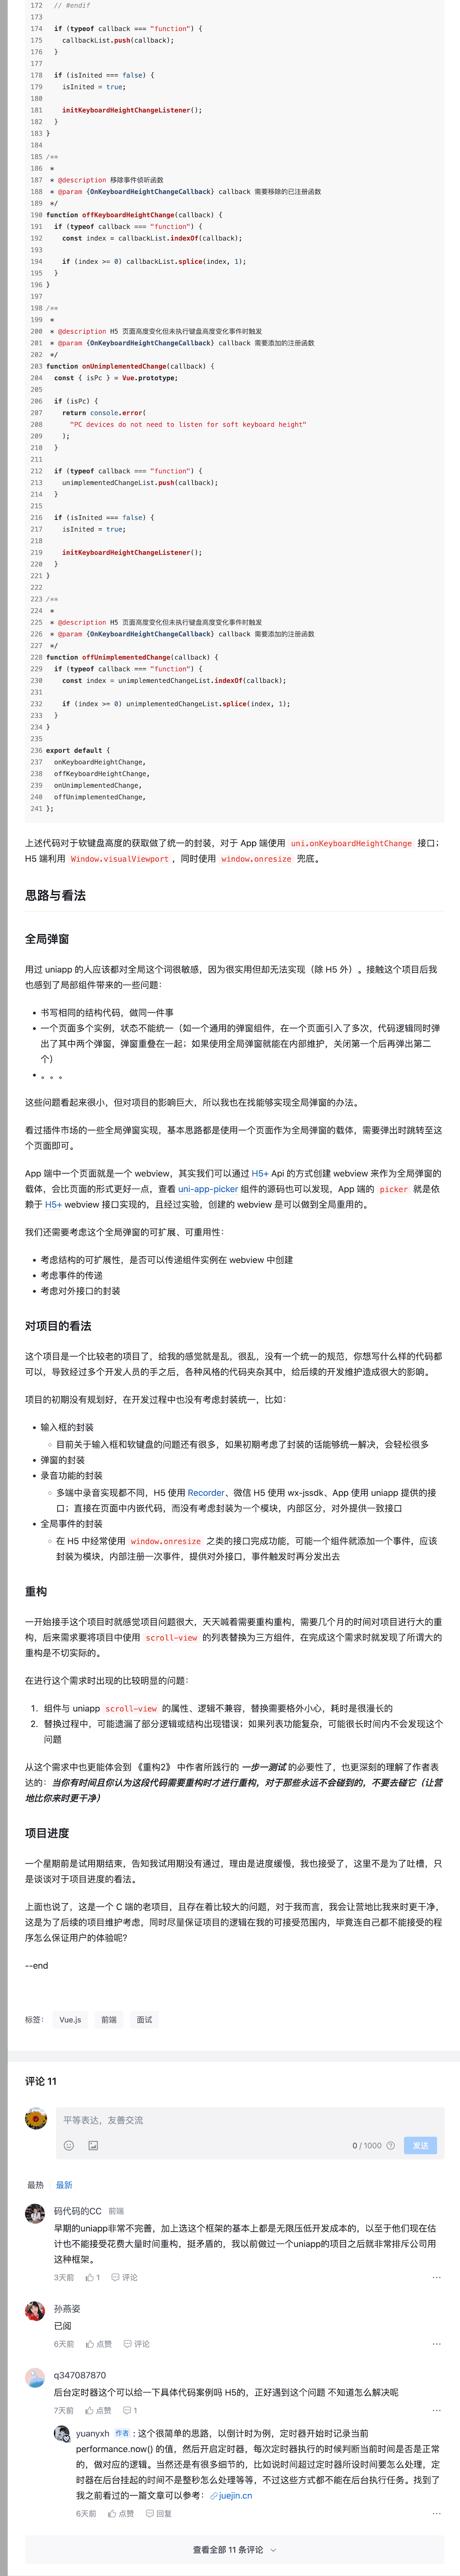 172 // #endif
173
174 if (typeof callback === "function") {
175 callbackList.push(callback);
176 }
177
178 if (isInited === false) {
179 isInited = true;
180
181 initKeyboardHeightChangeListener();
182 }
183 }
184
185 /**
186 *
187 * @description 移除事件侦听函数
188 * @param {OnKeyboardHeightChangeCallback} callback 需要移除的已注册函数
189 */
190 function offKeyboardHeightChange(callback) {
191 if (typeof callback === "function") {
192 const index = callbackList.indexOf(callback);
193
194 if (index >= 0) callbackList.splice(index, 1);
195 }
196 }
197
198 /**
199 *
200 * @description H5 页面高度变化但未执行键盘高度变化事件时触发
201 * @param {OnKeyboardHeightChangeCallback} callback 需要添加的注册函数
202 */
203 function onUnimplementedChange(callback) {
204 const { isPc } = Vue.prototype;
205
206 if (isPc) {
207 return console.error(
208 "PC devices do not need to listen for soft keyboard height"
209 );
210 }
211
212 if (typeof callback === "function") {
213 unimplementedChangeList.push(callback);
214 }
215
216 if (isInited === false) {
217 isInited = true;
218
219 initKeyboardHeightChangeListener();
220 }
221 }
222
223 /**
224 *
225 * @description H5 页面高度变化但未执行键盘高度变化事件时触发
226 * @param {OnKeyboardHeightChangeCallback} callback 需要添加的注册函数
227 */
228 function offUnimplementedChange(callback) {
229 if (typeof callback === "function") {
230 const index = unimplementedChangeList.indexOf(callback);
231
232 if (index >= 0) unimplementedChangeList.splice(index, 1);
233 }
234 }
235
236 export default {
237 onKeyboardHeightChange,
238 offKeyboardHeightChange,
239 onUnimplementedChange,
240 offUnimplementedChange,
241 };
上述代码对于软键盘高度的获取做了统一的封装，对于 App 端使用 uni.onKeyboardHeightChange 接口；
H5 端利用 Window.visualViewport ，同时使用 window.onresize 兜底。
思路与看法
全局弹窗
用过 uniapp 的人应该都对全局这个词很敏感，因为很实用但却无法实现（除 H5 外）。接触这个项目后我
也感到了局部组件带来的一些问题：
• 书写相同的结构代码，做同一件事
• 一个页面多个实例，状态不能统一（如一个通用的弹窗组件，在一个页面引入了多次，代码逻辑同时弹
出了其中两个弹窗，弹窗重叠在一起；如果使用全局弹窗就能在内部维护，关闭第一个后再弹出第二
个）
• 。。。
这些问题看起来很小，但对项目的影响巨大，所以我也在找能够实现全局弹窗的办法。
看过插件市场的一些全局弹窗实现，基本思路都是使用一个页面作为全局弹窗的载体，需要弹出时跳转至这
个页面即可。
App 端中一个页面就是一个 webview，其实我们可以通过 H5+ Api 的方式创建 webview 来作为全局弹窗的
载体，会比页面的形式更好一点，查看 uni-app-picker 组件的源码也可以发现，App 端的 picker 就是依
赖于 H5+ webview 接口实现的，且经过实验，创建的 webview 是可以做到全局重用的。
我们还需要考虑这个全局弹窗的可扩展、可重用性：
• 考虑结构的可扩展性，是否可以传递组件实例在 webview 中创建
• 考虑事件的传递
• 考虑对外接口的封装
对项目的看法
这个项目是一个比较老的项目了，给我的感觉就是乱，很乱，没有一个统一的规范，你想写什么样的代码都
可以，导致经过多个开发人员的手之后，各种风格的代码夹杂其中，给后续的开发维护造成很大的影响。
项目的初期没有规划好，在开发过程中也没有考虑封装统一，比如：
• 输入框的封装
◦ 目前关于输入框和软键盘的问题还有很多，如果初期考虑了封装的话能够统一解决，会轻松很多
• 弹窗的封装
• 录音功能的封装
◦ 多端中录音实现都不同，H5 使用 Recorder、微信 H5 使用 wx-jssdk、App 使用 uniapp 提供的接
口；直接在页面中内嵌代码，而没有考虑封装为一个模块，内部区分，对外提供一致接口
• 全局事件的封装
◦ 在 H5 中经常使用 window.onresize 之类的接口完成功能，可能一个组件就添加一个事件，应该
封装为模块，内部注册一次事件，提供对外接口，事件触发时再分发出去
重构
一开始接手这个项目时就感觉项目问题很大，天天喊着需要重构重构，需要几个月的时间对项目进行大的重
构，后来需求要将项目中使用 scroll-view 的列表替换为三方组件，在完成这个需求时就发现了所谓大的
重构是不切实际的。
在进行这个需求时出现的比较明显的问题：
1. 组件与 uniapp scroll-view 的属性、逻辑不兼容，替换需要格外小心，耗时是很漫长的
2. 替换过程中，可能遗漏了部分逻辑或结构出现错误；如果列表功能复杂，可能很长时间内不会发现这个
问题
从这个需求中也更能体会到 《重构2》 中作者所践行的 一步一测试 的必要性了，也更深刻的理解了作者表
达的：当你有时间且你认为这段代码需要重构时才进行重构，对于那些永远不会碰到的，不要去碰它（让营
地比你来时更干净）
项目进度
一个星期前是试用期结束，告知我试用期没有通过，理由是进度缓慢，我也接受了，这里不是为了吐槽，只
是谈谈对于项目进度的看法。
上面也说了，这是一个 C 端的老项目，且存在着比较大的问题，对于我而言，我会让营地比我来时更干净，
这是为了后续的项目维护考虑，同时尽量保证项目的逻辑在我的可接受范围内，毕竟连自己都不能接受的程
序怎么保证用户的体验呢?
--end
标签： Vue.js 前端 面试
评论 11
平等表达，友善交流
0 / 1000 发送
最热 最新
码代码的CC 前端
早期的uniapp非常不完善，加上选这个框架的基本上都是无限压低开发成本的，以至于他们现在估
计也不能接受花费大量时间重构，挺矛盾的，我以前做过一个uniapp的项目之后就非常排斥公司用
这种框架。
3天前 1 评论
孙燕姿
已阅
6天前 点赞 评论
q347087870
后台定时器这个可以给一下具体代码案例吗 H5的，正好遇到这个问题 不知道怎么解决呢
7天前 点赞 1
yuanyxh 作者 : 这个很简单的思路，以倒计时为例，定时器开始时记录当前
performance.now() 的值，然后开启定时器，每次定时器执行的时候判断当前时间是否是正常
的，做对应的逻辑。当然还是有很多细节的，比如说时间超过定时器所设时间要怎么处理，定
时器在后台挂起的时间不是整秒怎么处理等等，不过这些方式都不能在后台执行任务。找到了
我之前看过的一篇文章可以参考： juejin.cn
6天前 点赞 回复
查看全部 11 条评论